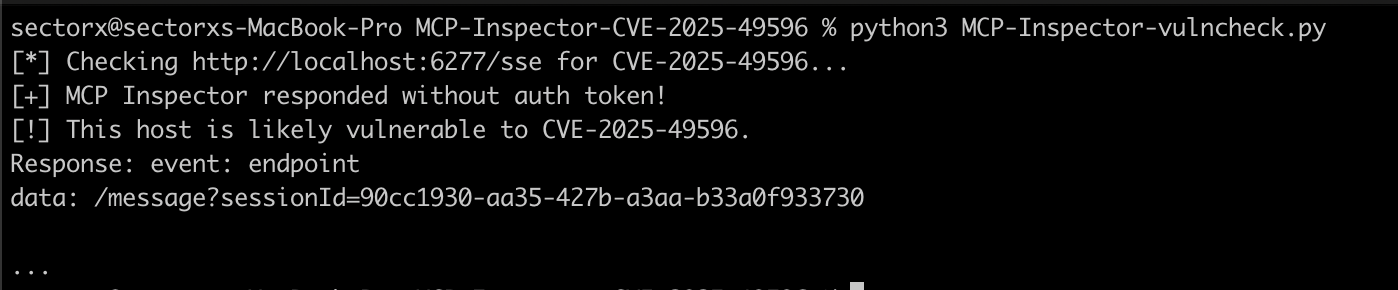 sectorx@sectorxs-MacBook-Pro MCP-Inspector-CVE-2025-49596 % python3 MCP-Inspector-vulncheck.py
[*] Checking http://localhost:6277/sse for CVE-2025-49596...
[+] MCP Inspector responded without auth token!
[!] This host is likely vulnerable to CVE-2025-49596.
Response: event: endpoint
data: /message?sessionId=90cc1930-aa35-427b-a3aa-b33a0f933730
...